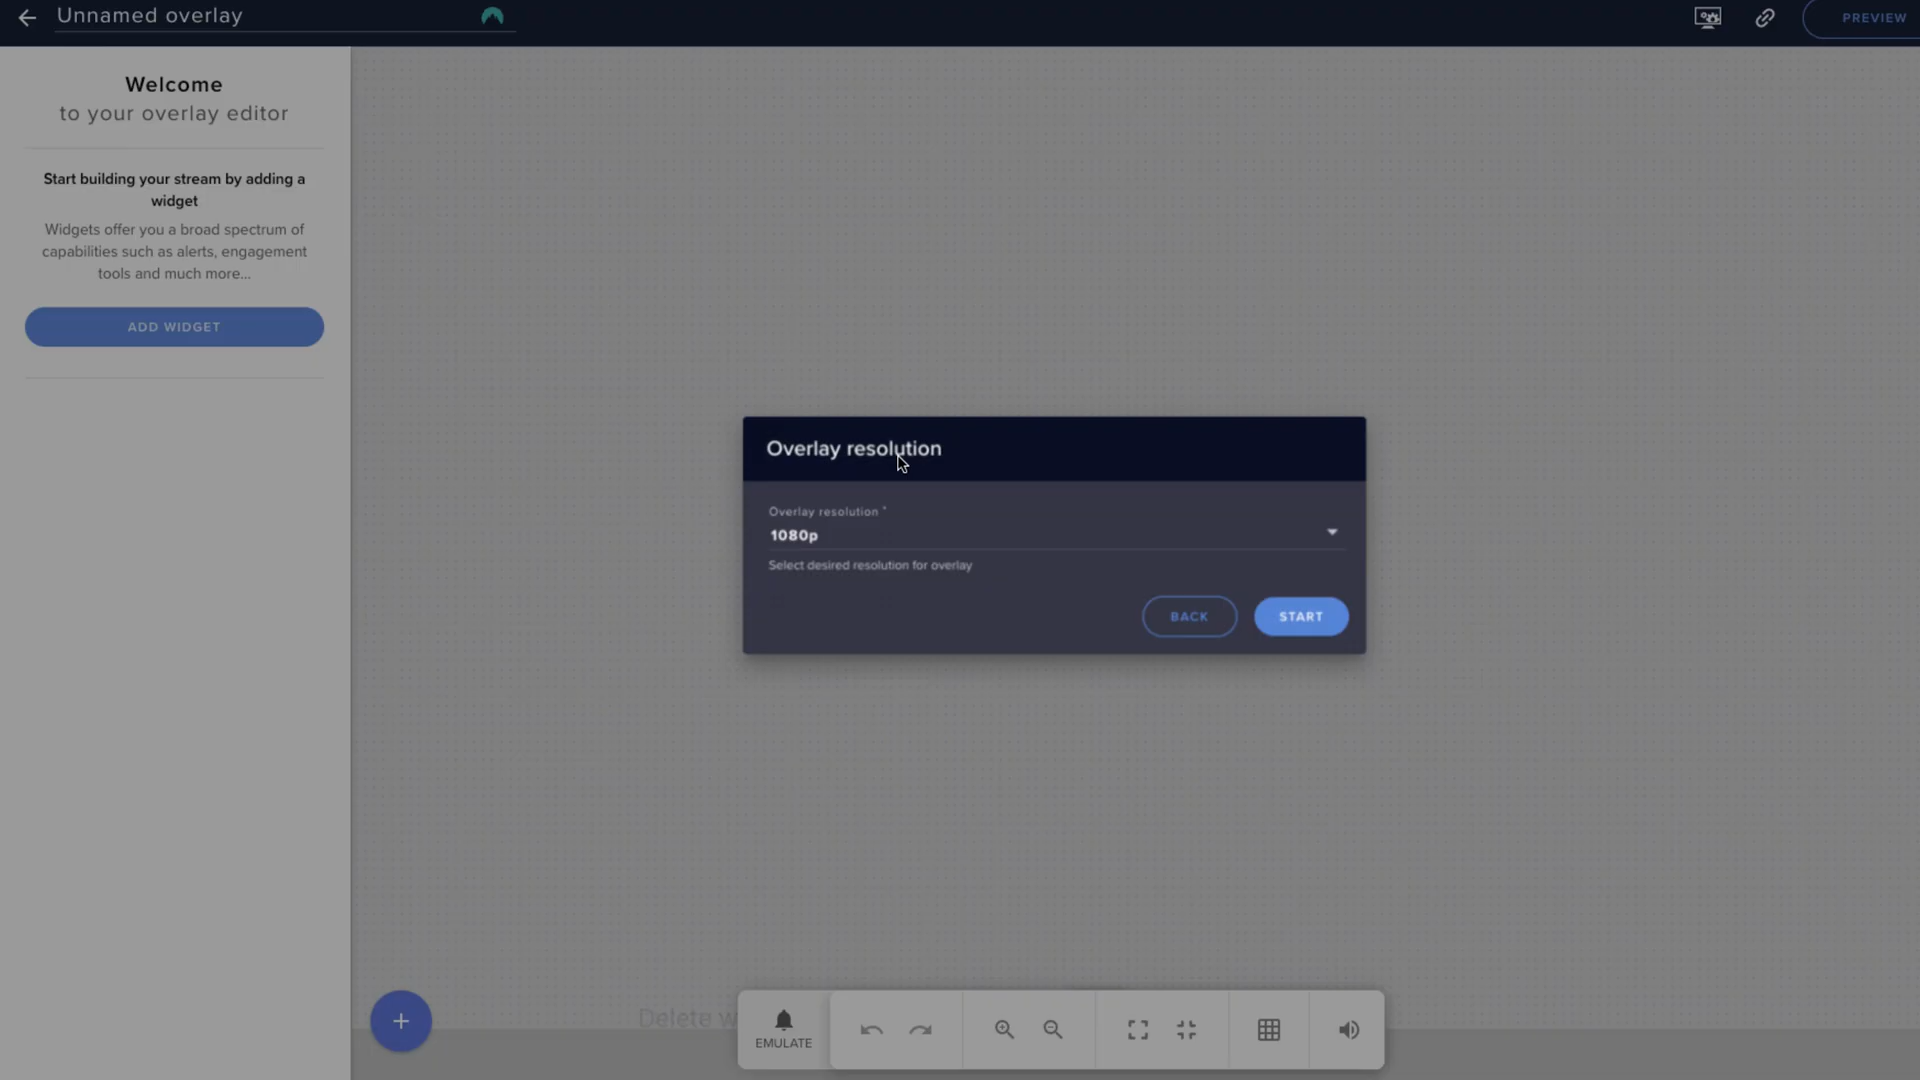 Unnamed overlay
PREVIEW
Welcome
to your overlay editor
Start building your stream by adding a
widget
Widgets offer you a broad spectrum of
capabilities such as alerts, engagement
tools and much more...
ADD WIDGET
Overlay resolution
Overlay resolution *
1080p
Select desired resolution for overlay
BACK
START
Delete
EMULATE